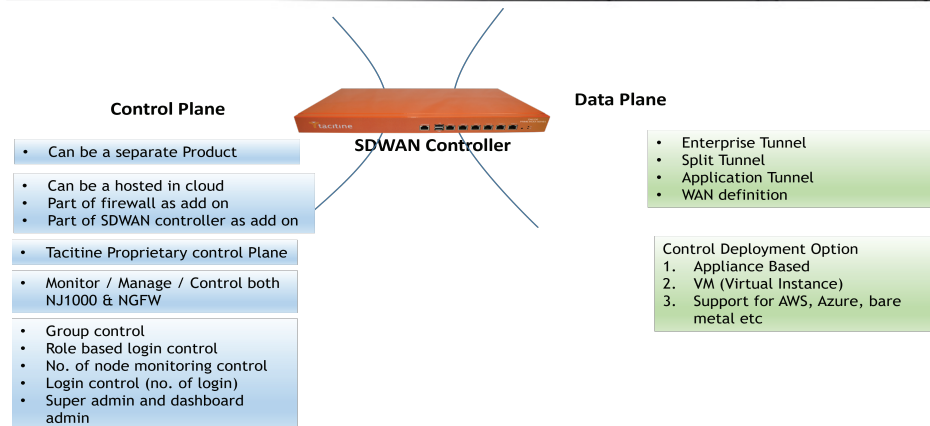 Control Plane
• Can be a separate Product
• Can be a hosted in cloud
• Part of firewall as add on
• Part of SDWAN controller as add on
• Tacitine Proprietary control Plane
• Monitor / Manage / Control both
NJ1000 & NGFW
• Group control
• Role based login control
• No. of node monitoring control
• Login control (no. of login)
• Super admin and dashboard
admin
tacitine
SDWAN Controller
Data Plane
• Enterprise Tunnel
• Split Tunnel
• Application Tunnel
• WAN definition
Control Deployment Option
1. Appliance Based
2. VM (Virtual Instance)
3. Support for AWS, Azure, bare
metal etc